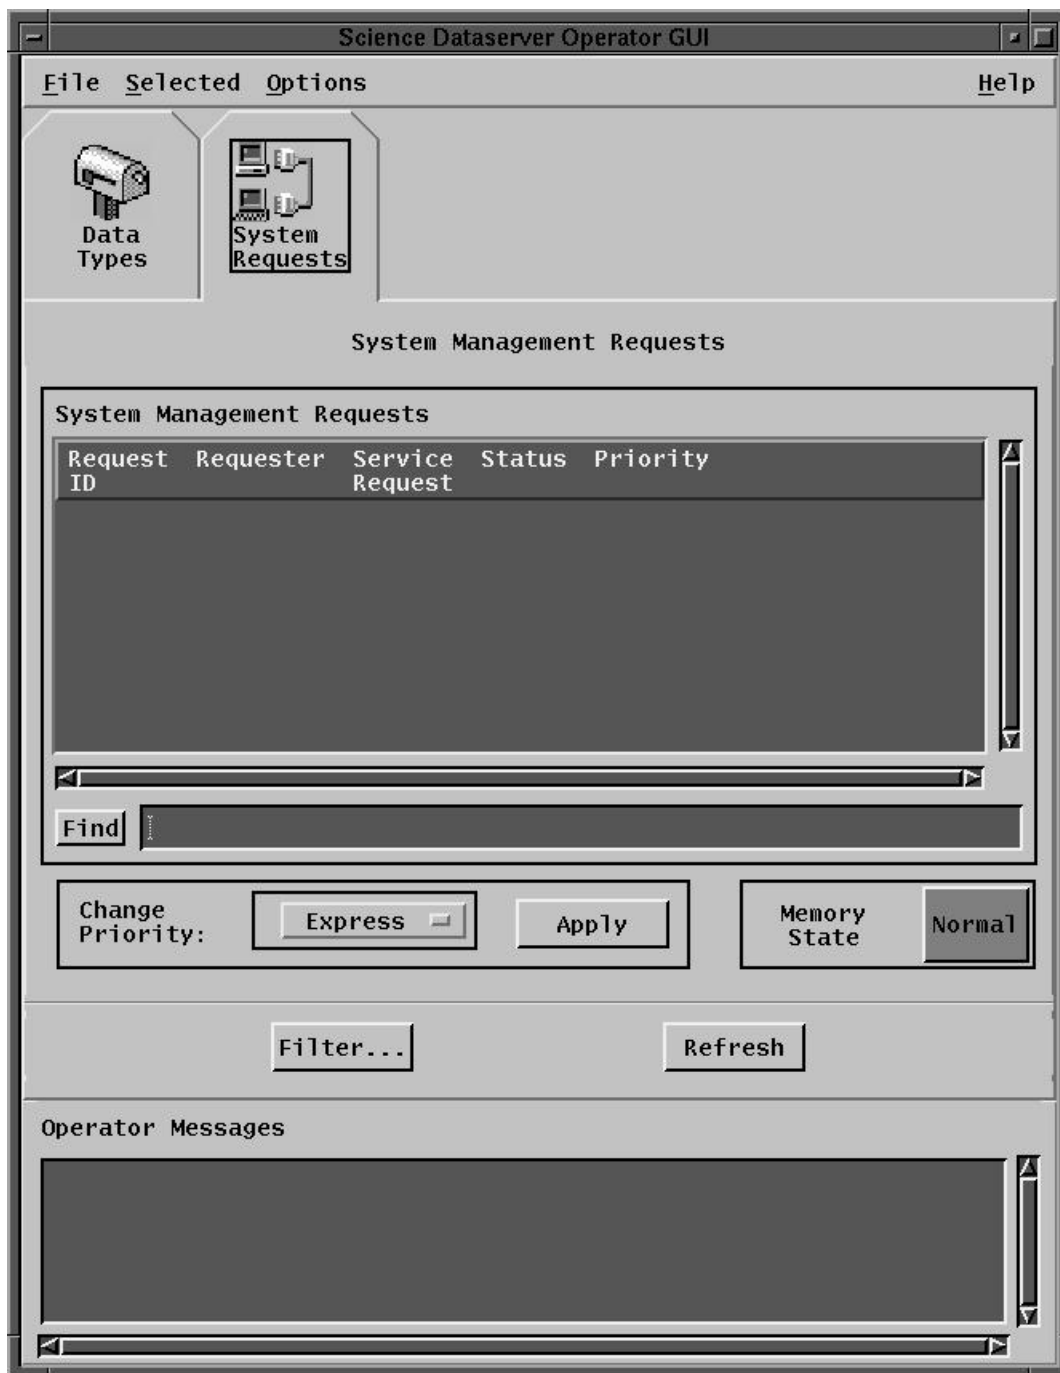 Science Dataserver Operator GUI
File Selected Options Help
Data
Types
System
Requests
System Management Requests
System Management Requests
Request Requester Service Status Priority
ID Request
Find
Change
Priority:
Express
Apply
Memory
State
Normal
Filter... Refresh
Operator Messages